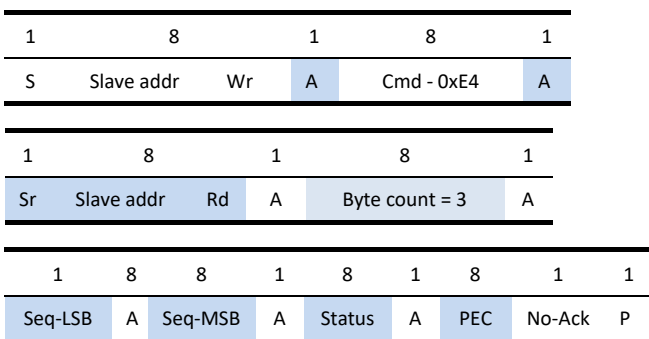 1 8 1 8 1
S Slave addr Wr A Cmd - 0xE4 A
1 8 1 8 1
Sr Slave addr Rd A Byte count = 3 A
1 8 8 1 8 1 8 1 1
Seq-LSB A Seq-MSB A Status A PEC No-Ack P